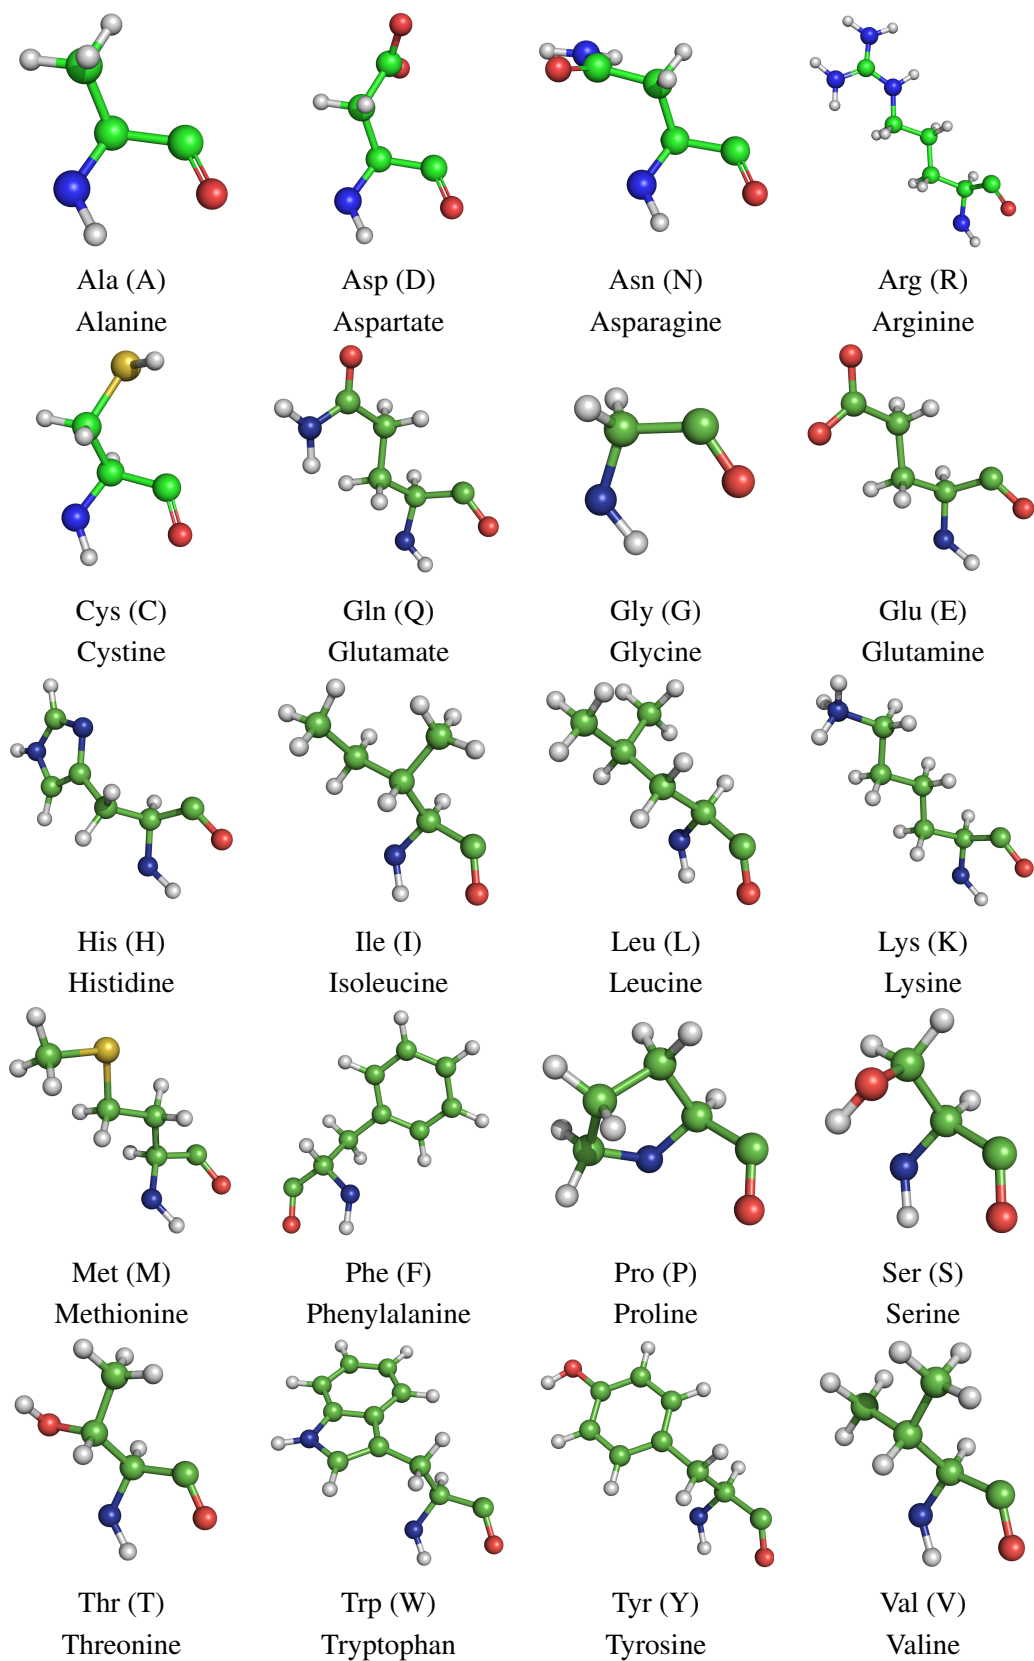 Ala (A) Asp (D) Asn (N) Arg (R)
Alanine Aspartate Asparagine Arginine
Cys (C) Gln (Q) Gly (G) Glu (E)
Cystine Glutamate Glycine Glutamine
His (H) Ile (I) Leu (L) Lys (K)
Histidine Isoleucine Leucine Lysine
Met (M) Phe (F) Pro (P) Ser (S)
Methionine Phenylalanine Proline Serine
Thr (T) Trp (W) Tyr (Y) Val (V)
Threonine Tryptophan Tyrosine Valine